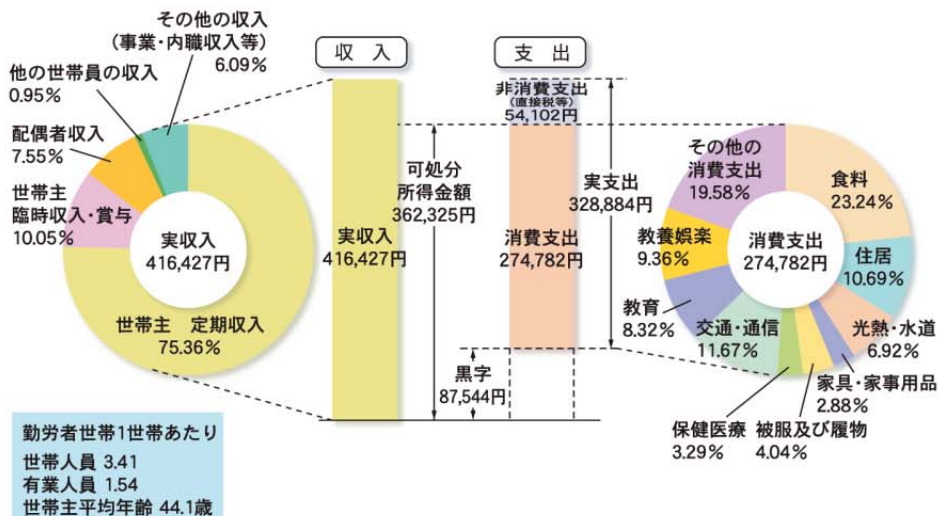 その他の収入
（事業・内職収入等）
6.09%
他の世帯員の収入
0.95%
配偶者収入
7.55%
世帯主
臨時収入・賞与
10.05%
実収入
416,427円
世帯主 定期収入
75.36%
収 入
実収入
416,427円
可処分
所得金額
362,325円
黒字
87,544円
支 出
非消費支出
(直接税等)
54,102円
消費支出
274,782円
実支出
328,884円
その他の
消費支出
19.58%
食料
23.24%
教養娯楽
9.36%
消費支出
274,782円
住居
10.69%
教育
8.32%
交通・通信
11.67%
光熱・水道
6.92%
家具・家事用品
2.88%
保健医療
3.29%
被服及び履物
4.04%
勤労者世帯1世帯あたり
世帯人員 3.41
有業人員 1.54
世帯主平均年齢 44.1歳